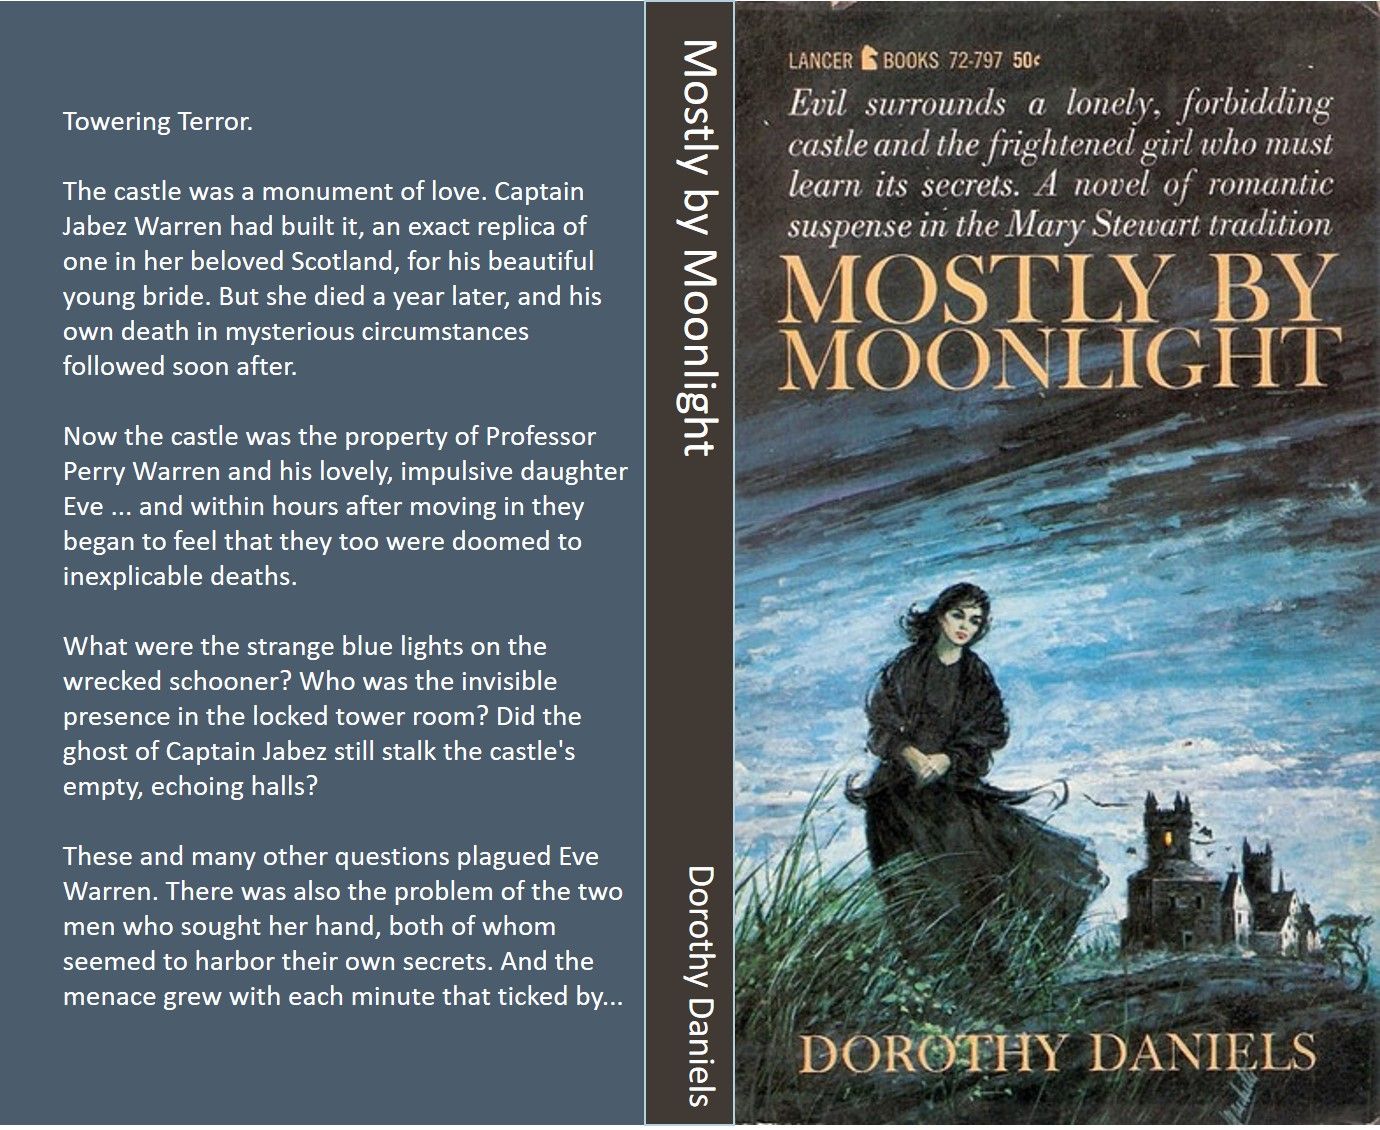 Towering Terror.
The castle was a monument of love. Captain
Jabez Warren had built it, an exact replica of
one in her beloved Scotland, for his beautiful
young bride. But she died a year later, and his
own death in mysterious circumstances
followed soon after.
Now the castle was the property of Professor
Perry Warren and his lovely, impulsive daughter
Eve ... and within hours after moving in they
began to feel that they too were doomed to
inexplicable deaths.
What were the strange blue lights on the
wrecked schooner? Who was the invisible
presence in the locked tower room? Did the
ghost of Captain Jabez still stalk the castle's
empty, echoing halls?
These and many other questions plagued Eve
Warren. There was also the problem of the two
men who sought her hand, both of whom
seemed to harbor their own secrets. And the
menace grew with each minute that ticked by...
Mostly by Moonlight
Dorothy Daniels
LANCER BOOKS 72-797 50¢
Evil surrounds a lonely, forbidding
castle and the frightened girl who must
learn its secrets. A novel of romantic
suspense in the Mary Stewart tradition
MOSTLY BY
MOONLIGHT
DOROTHY DANIELS